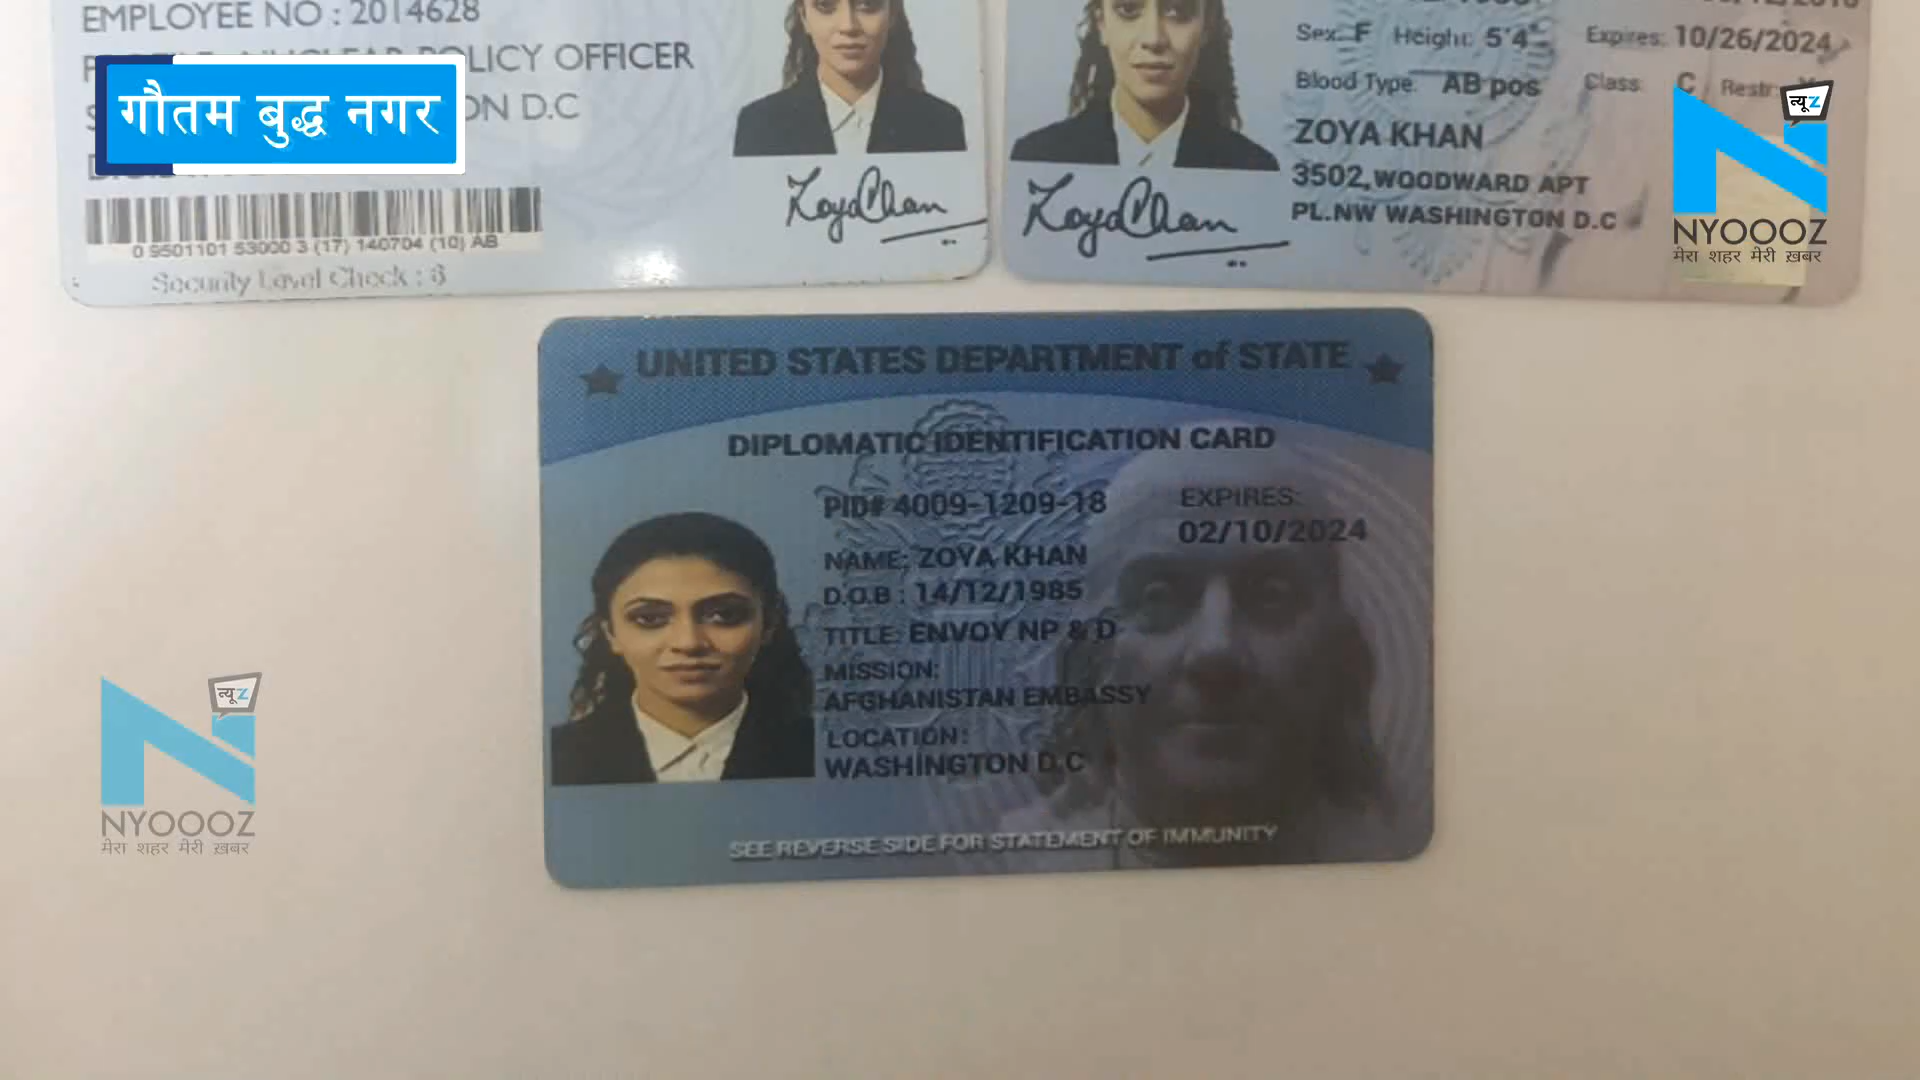 EMPLOYEE NO : 2014628
NUCLEAR POLICY OFFICER
ON D.C
गौतम बुद्ध नगर
0 9501101 53000 3 (17) 140704 (10) AB
Security Level Check : 6
ZoyaKhan
Sex: F Height: 5'4" Expires: 10/26/2024
Blood Type: AB pos Class: C Restr:
ZOYA KHAN
3502,WOODWARD APT
PL.NW WASHINGTON D.C
ZoyaKhan
न्यूZ
NYOOOZ
मेरा शहर मेरी ख़बर
UNITED STATES DEPARTMENT of STATE
DIPLOMATIC IDENTIFICATION CARD
PID# 4009-1209-18
EXPIRES:
02/10/2024
NAME: ZOYA KHAN
D.O.B : 14/12/1985
TITLE: ENVOY NP & D
MISSION:
AFGHANISTAN EMBASSY
LOCATION:
WASHINGTON D.C
SEE REVERSE SIDE FOR STATEMENT OF IMMUNITY
न्यूZ
NYOOOZ
मेरा शहर मेरी ख़बर